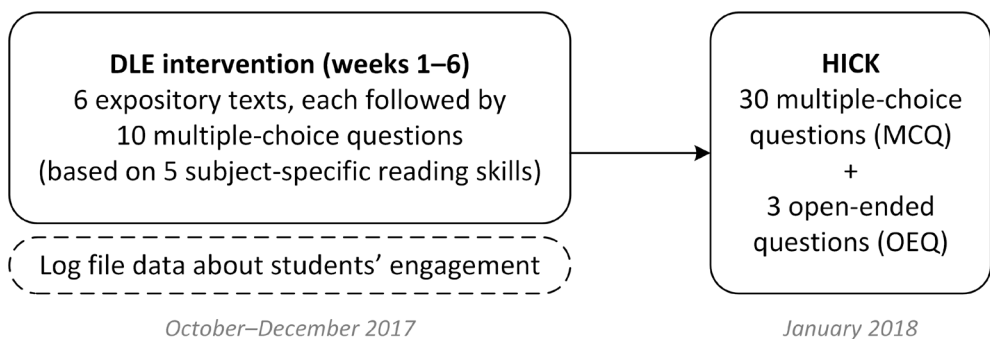 DLE intervention (weeks 1–6)
6 expository texts, each followed by
10 multiple-choice questions
(based on 5 subject-specific reading skills)
Log file data about students’ engagement
October–December 2017
HICK
30 multiple-choice
questions (MCQ)
+
3 open-ended
questions (OEQ)
January 2018